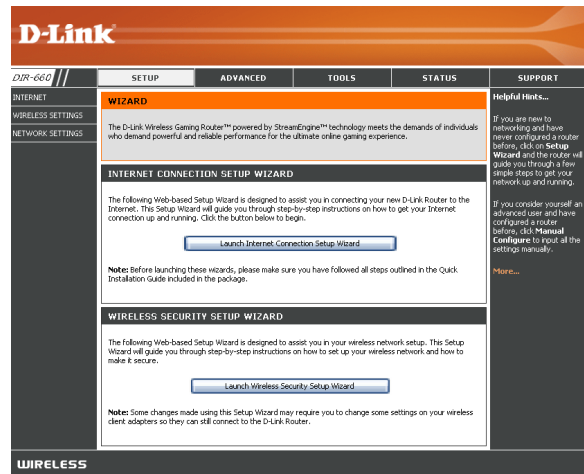 D-Link
DIR-660
SETUP
ADVANCED
TOOLS
STATUS
SUPPORT
INTERNET
WIRELESS SETTINGS
NETWORK SETTINGS
WIZARD
The D-Link Wireless Gaming Router™ powered by StreamEngine™ technology meets the demands of individuals
who demand powerful and reliable performance for the ultimate online gaming experience.
INTERNET CONNECTION SETUP WIZARD
The following Web-based Setup Wizard is designed to assist you in connecting your new D-Link Router to the
Internet. This Setup Wizard will guide you through step-by-step instructions on how to get your Internet
connection up and running. Click the button below to begin.
Launch Internet Connection Setup Wizard
Note: Before launching these wizards, please make sure you have followed all steps outlined in the Quick
Installation Guide included in the package.
WIRELESS SECURITY SETUP WIZARD
The following Web-based Setup Wizard is designed to assist you in your wireless network setup. This Setup
Wizard will guide you through step-by-step instructions on how to set up your wireless network and how to
make it secure.
Launch Wireless Security Setup Wizard
Note: Some changes made using this Setup Wizard may require you to change some settings on your wireless
client adapters so they can still connect to the D-Link Router.
Helpful Hints...
If you are new to
networking and have
never configured a router
before, click on Setup
Wizard and the router will
guide you through a few
simple steps to get your
network up and running.
If you consider yourself an
advanced user and have
configured a router
before, click Manual
Configure to input all the
settings manually.
More...
WIRELESS